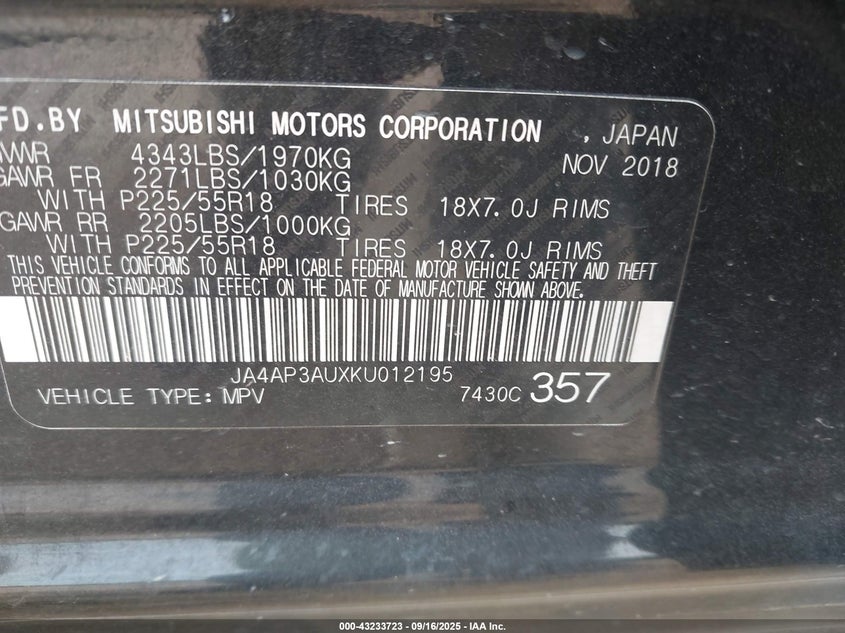 FD.BY MITSUBISHI MOTORS CORPORATION , JAPAN
VWR 4343LBS/1970KG NOV 2018
GAWR FR 2271LBS/1030KG
WITH P225/55R18 TIRES 18X7.0J RIMS
GAWR RR 2205LBS/1000KG
WITH P225/55R18 TIRES 18X7.0J RIMS
THIS VEHICLE CONFORMS TO ALL APPLICABLE FEDERAL MOTOR VEHICLE SAFETY AND THEFT
PREVENTION STANDARDS IN EFFECT ON THE DATE OF MANUFACTURE SHOWN ABOVE.
JA4AP3AUXKU012195
VEHICLE TYPE: MPV 7430C 357
000-43233723 - 09/16/2025 - IAA Inc.